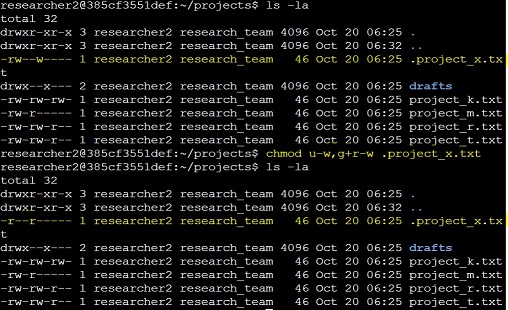 researcher2@385cf3551def:~/projects$ ls -la
total 32
drwxr-xr-x 3 researcher2 research_team 4096 Oct 20 06:25 .
drwxr-xr-x 3 researcher2 research_team 4096 Oct 20 06:32 ..
-rw--w---- 1 researcher2 research_team   46 Oct 20 06:25 .project_x.tx
t
drwx--x--- 2 researcher2 research_team 4096 Oct 20 06:25 drafts
-rw-rw-rw- 1 researcher2 research_team   46 Oct 20 06:25 project_k.txt
-rw-r----- 1 researcher2 research_team   46 Oct 20 06:25 project_m.txt
-rw-rw-r-- 1 researcher2 research_team   46 Oct 20 06:25 project_r.txt
-rw-rw-r-- 1 researcher2 research_team   46 Oct 20 06:25 project_t.txt
researcher2@385cf3551def:~/projects$ chmod u-w,g+r-w .project_x.txt
researcher2@385cf3551def:~/projects$ ls -la
total 32
drwxr-xr-x 3 researcher2 research_team 4096 Oct 20 06:25 .
drwxr-xr-x 3 researcher2 research_team 4096 Oct 20 06:32 ..
-r--r----- 1 researcher2 research_team   46 Oct 20 06:25 .project_x.tx
t
drwx--x--- 2 researcher2 research_team 4096 Oct 20 06:25 drafts
-rw-rw-rw- 1 researcher2 research_team   46 Oct 20 06:25 project_k.txt
-rw-r----- 1 researcher2 research_team   46 Oct 20 06:25 project_m.txt
-rw-rw-r-- 1 researcher2 research_team   46 Oct 20 06:25 project_r.txt
-rw-rw-r-- 1 researcher2 research_team   46 Oct 20 06:25 project_t.txt